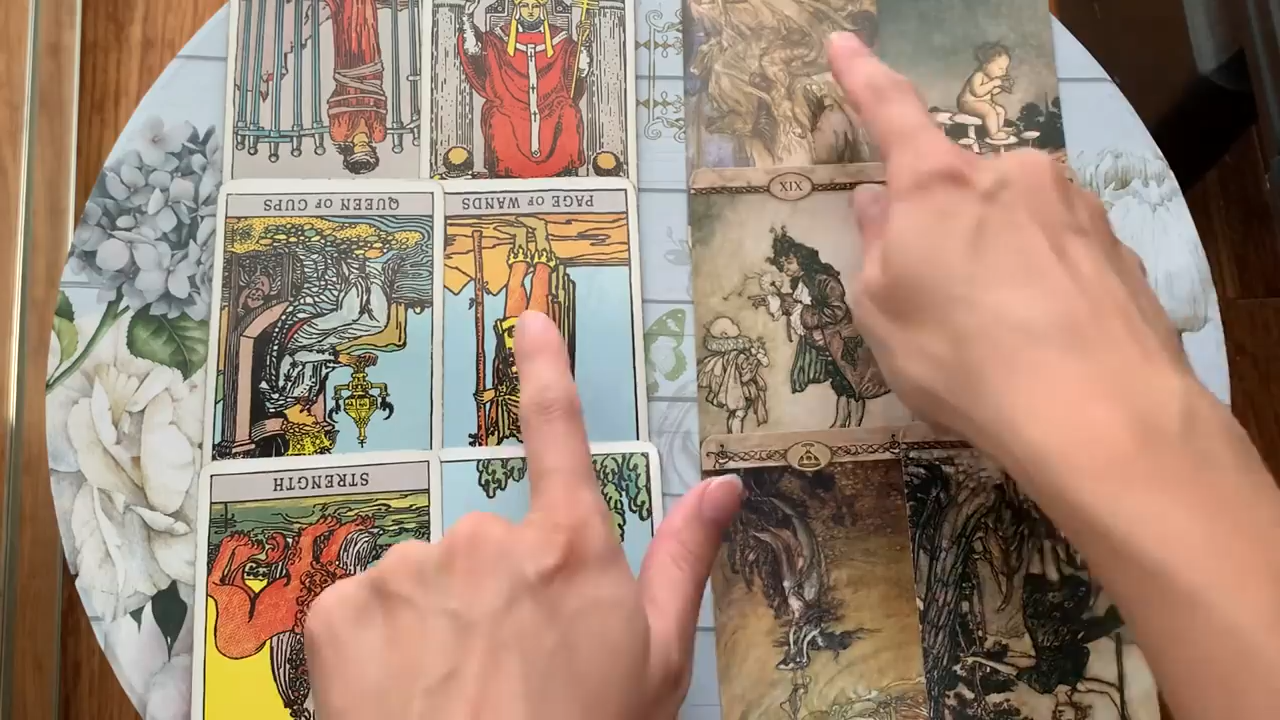 QUEEN OF CUPS
PAGE OF WANDS
XIX
STRENGTH